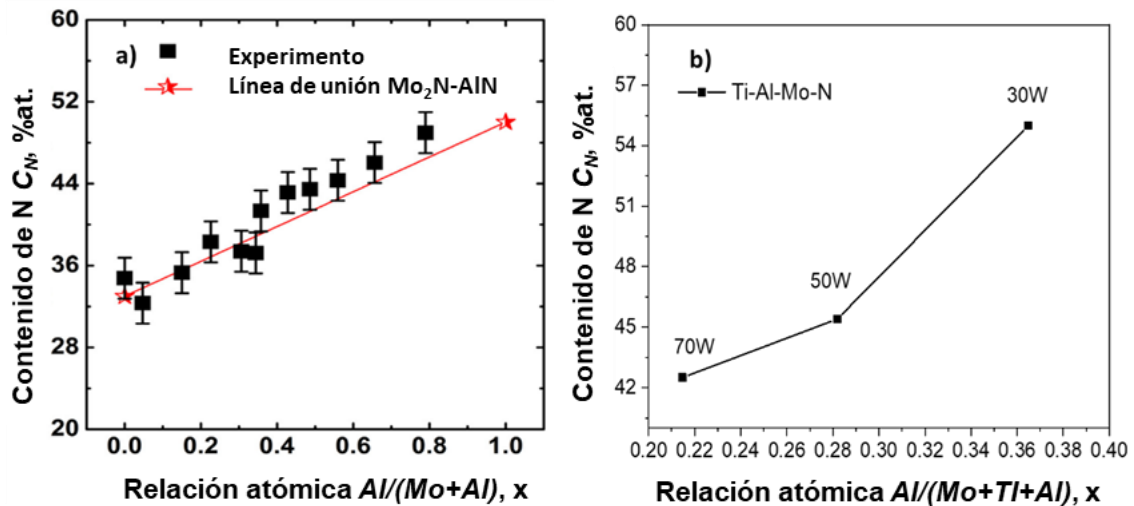 a)
Experimento
Línea de unión Mo₂N-AlN
Contenido de N C_N, %at.
60
52
44
36
28
20
0.0 0.2 0.4 0.6 0.8 1.0
Relación atómica Al/(Mo+Al), x
b)
Ti-Al-Mo-N
30W
50W
70W
Contenido de N C_N, %at.
60
57
54
51
48
45
42
0.20 0.22 0.24 0.26 0.28 0.30 0.32 0.34 0.36 0.38 0.40
Relación atómica Al/(Mo+TI+Al), x